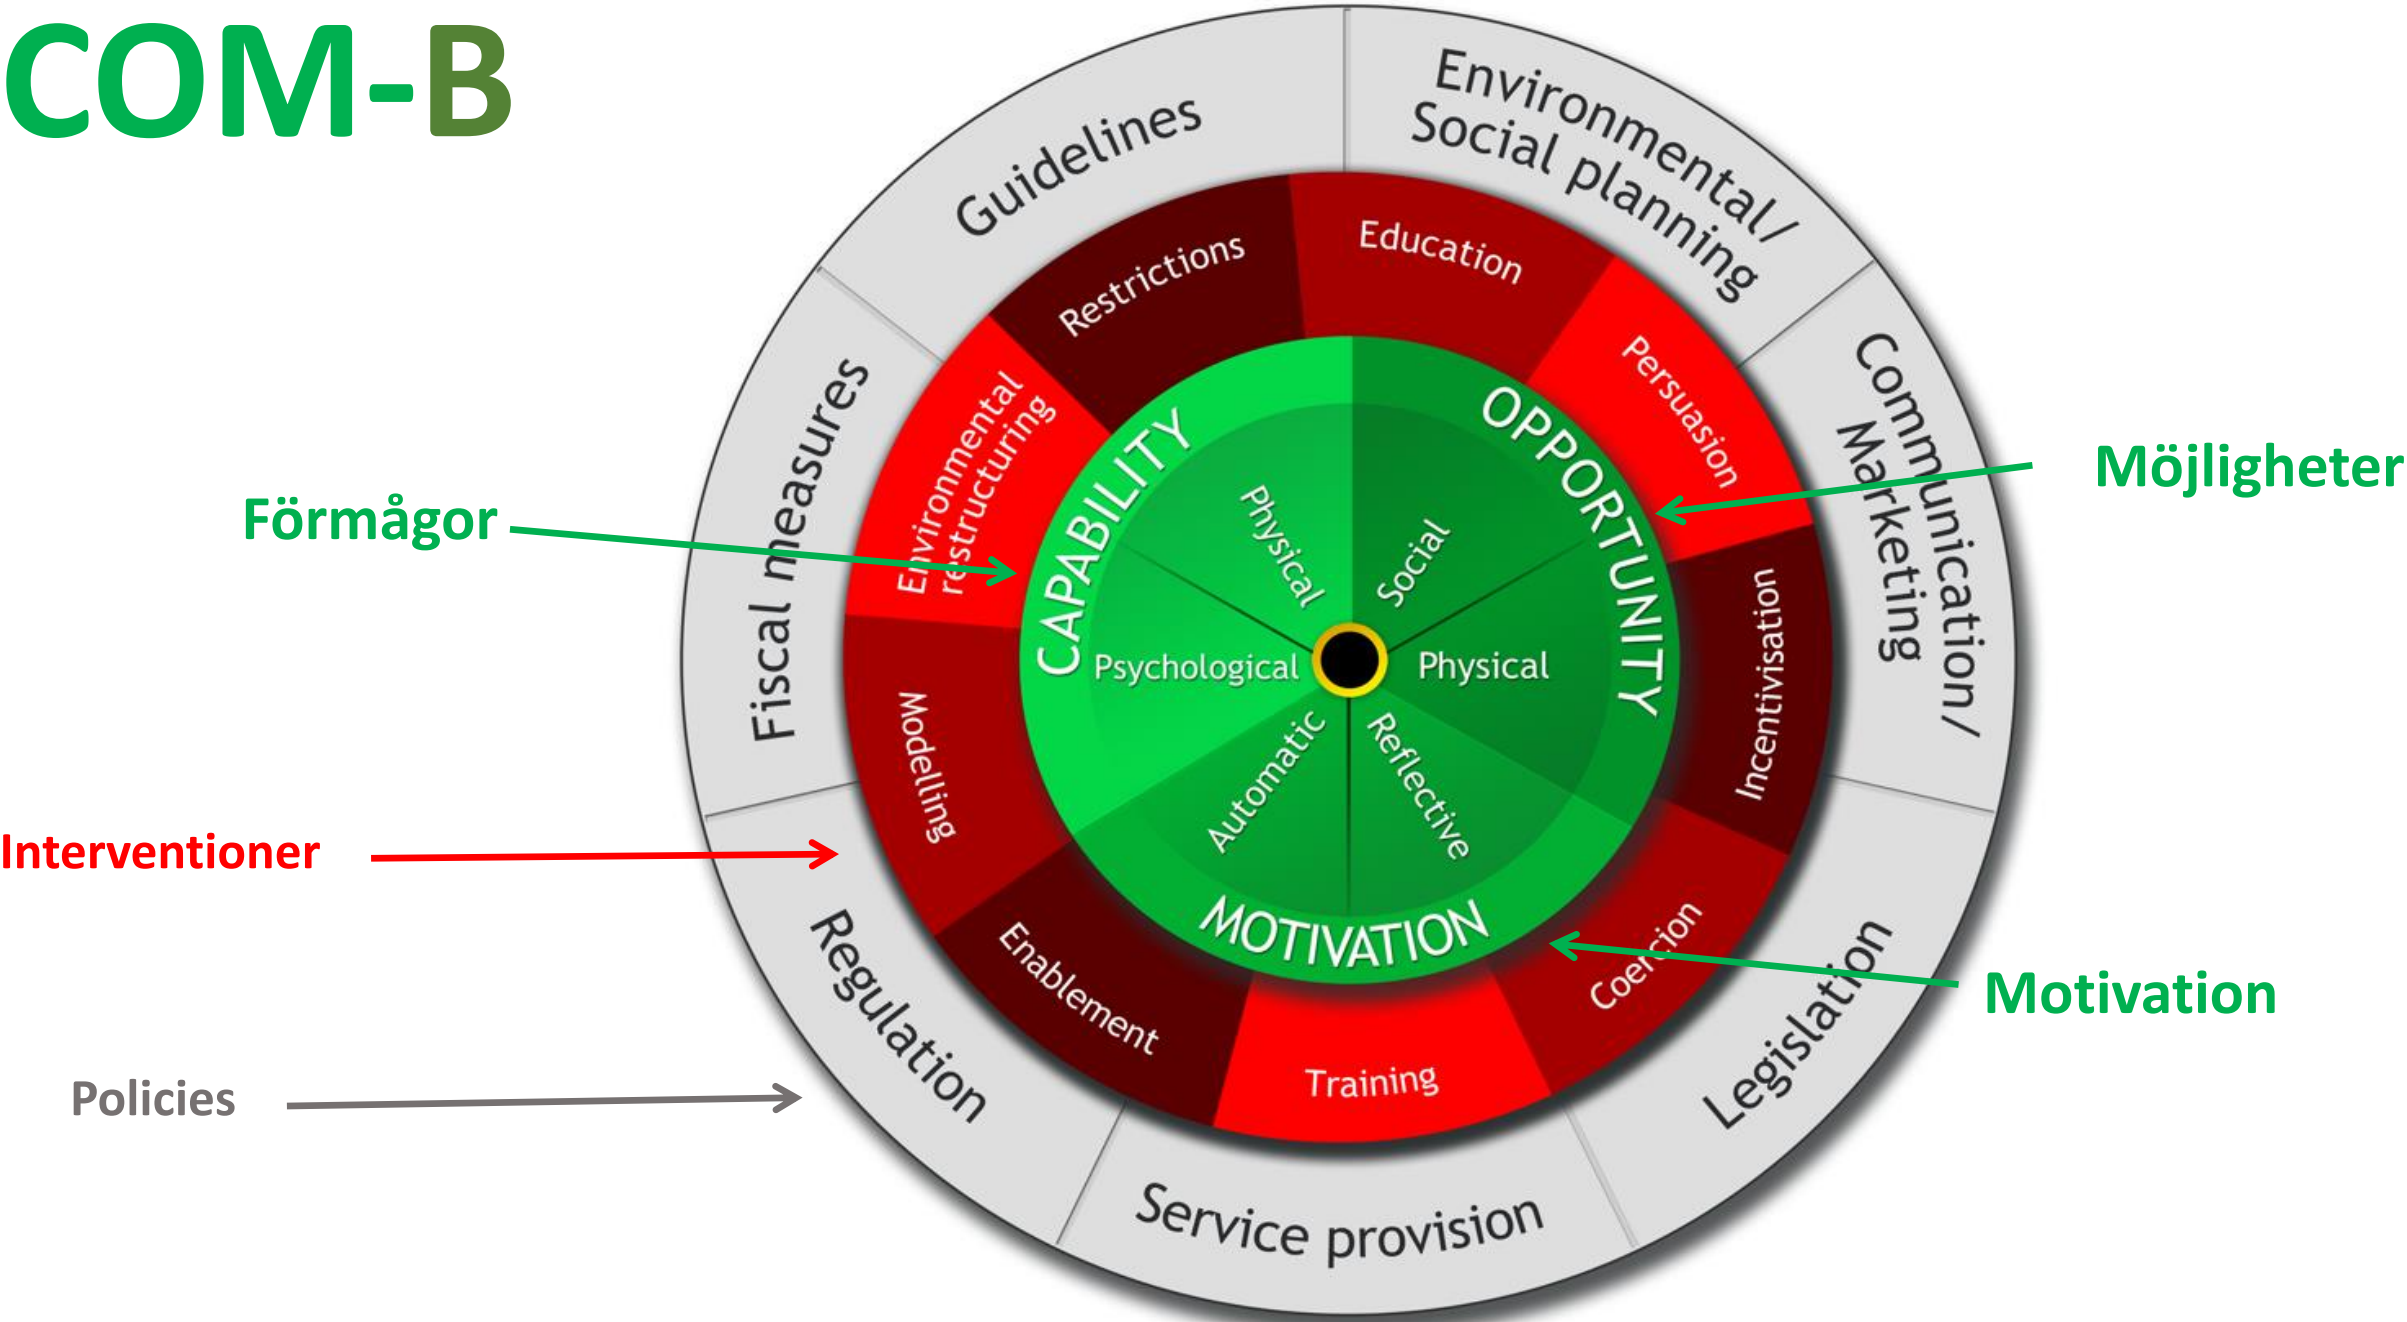 COM-B
Guidelines
Environmental/
Social planning
Communication/
Marketing
Legislation
Service provision
Regulation
Fiscal measures
Restrictions
Education
Persuasion
Incentivisation
Coercion
Training
Enablement
Modelling
Environmental
restructuring
CAPABILITY
OPPORTUNITY
MOTIVATION
Physical
Social
Physical
Reflective
Automatic
Psychological
Förmågor
Möjligheter
Interventioner
Motivation
Policies